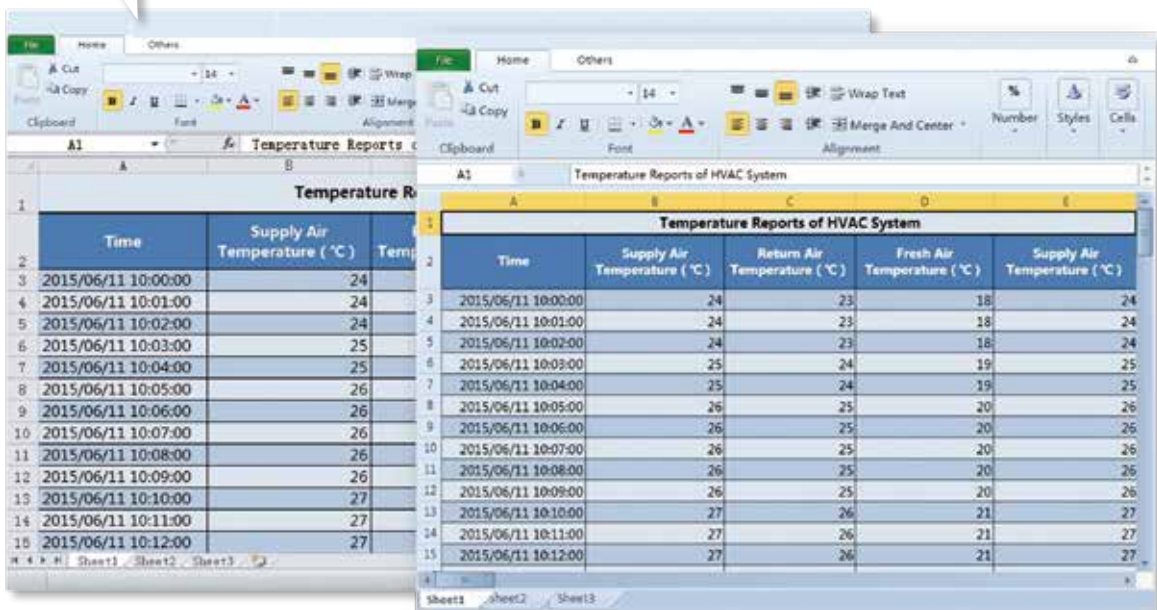 File Home Others
Cut
14 Wrap
Copy
B I U A Merge
Clipboard Font Alignment
A1 fx Temperature Reports
A B
1 Temperature R
2 Time Supply Air Temperature ( ℃ ) Temp
3 2015/06/11 10:00:00 24
4 2015/06/11 10:01:00 24
5 2015/06/11 10:02:00 24
6 2015/06/11 10:03:00 25
7 2015/06/11 10:04:00 25
8 2015/06/11 10:05:00 26
9 2015/06/11 10:06:00 26
10 2015/06/11 10:07:00 26
11 2015/06/11 10:08:00 26
12 2015/06/11 10:09:00 26
13 2015/06/11 10:10:00 27
14 2015/06/11 10:11:00 27
15 2015/06/11 10:12:00 27
Sheet1 Sheet2 Sheet3
File Home Others
Cut 14 Wrap Text % A
Copy B I U A Merge And Center Number Styles Cells
Paste
Clipboard Font Alignment
A1 Temperature Reports of HVAC System
A B C D E
1 Temperature Reports of HVAC System
2 Time Supply Air Temperature ( ℃ ) Return Air Temperature ( ℃ ) Fresh Air Temperature ( ℃ ) Supply Air Temperature ( ℃ )
3 2015/06/11 10:00:00 24 23 18 24
4 2015/06/11 10:01:00 24 23 18 24
5 2015/06/11 10:02:00 24 23 18 24
6 2015/06/11 10:03:00 25 24 19 25
7 2015/06/11 10:04:00 25 24 19 25
8 2015/06/11 10:05:00 26 25 20 26
9 2015/06/11 10:06:00 26 25 20 26
10 2015/06/11 10:07:00 26 25 20 26
11 2015/06/11 10:08:00 26 25 20 26
12 2015/06/11 10:09:00 26 25 20 26
13 2015/06/11 10:10:00 27 26 21 27
14 2015/06/11 10:11:00 27 26 21 27
15 2015/06/11 10:12:00 27 26 21 27
Sheet1 Sheet2 Sheet3